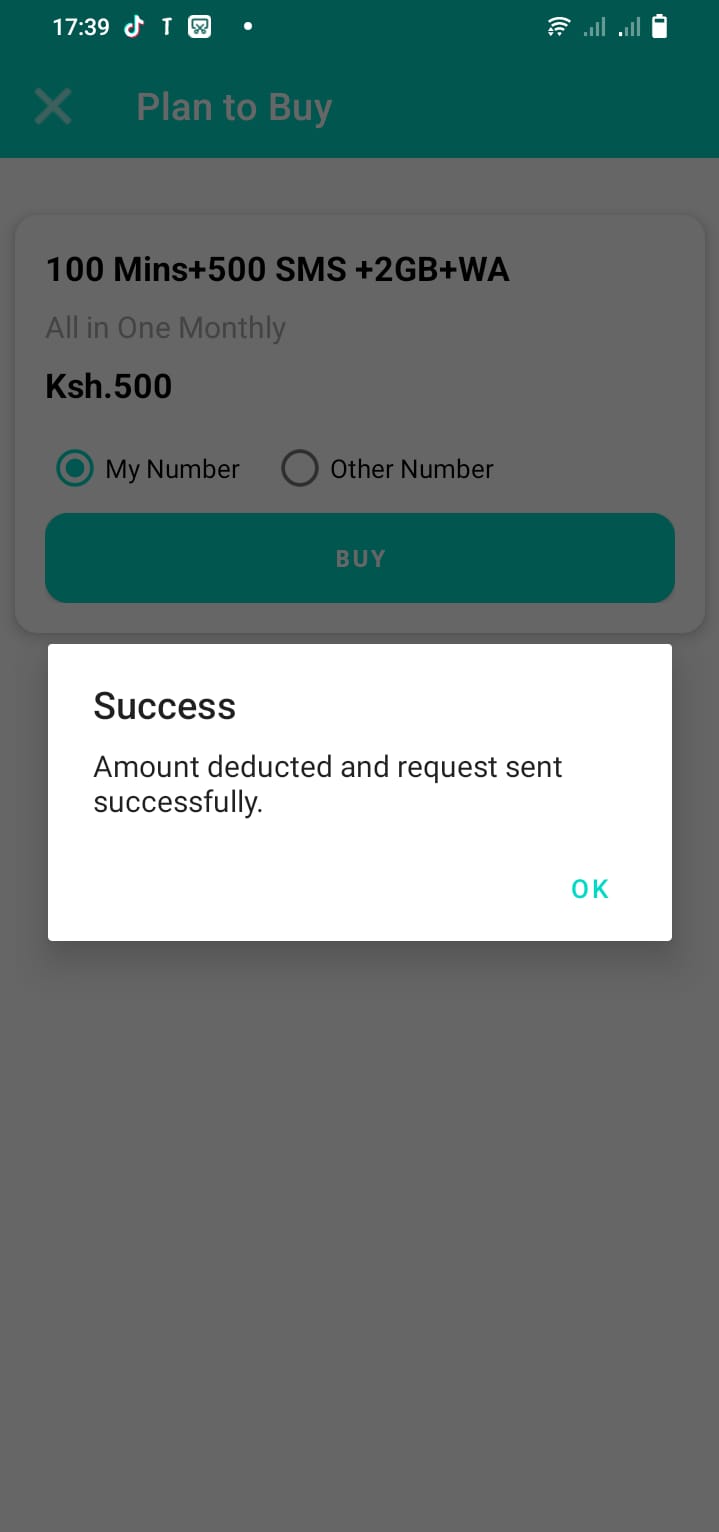 17:39
Plan to Buy
100 Mins+500 SMS +2GB+WA
All in One Monthly
Ksh.500
My Number Other Number
BUY
Success
Amount deducted and request sent
successfully.
OK